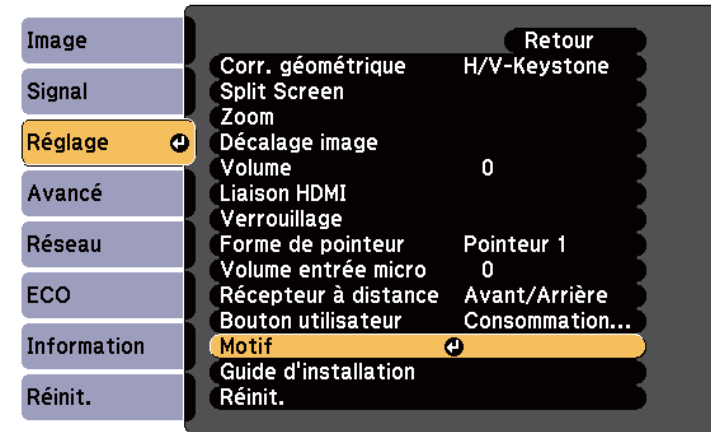 Image
Signal
Réglage
Avancé
Réseau
ECO
Information
Réinit.
Retour
Corr. géométrique H/V-Keystone
Split Screen
Zoom
Décalage image
Volume 0
Liaison HDMI
Verrouillage
Forme de pointeur Pointeur 1
Volume entrée micro 0
Récepteur à distance Avant/Arrière
Bouton utilisateur Consommation...
Motif
Guide d'installation
Réinit.